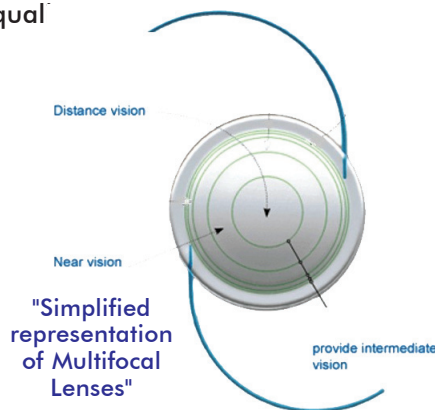 Distance vision
Near vision
"Simplified
representation
of Multifocal
Lenses"
provide intermediate
vision